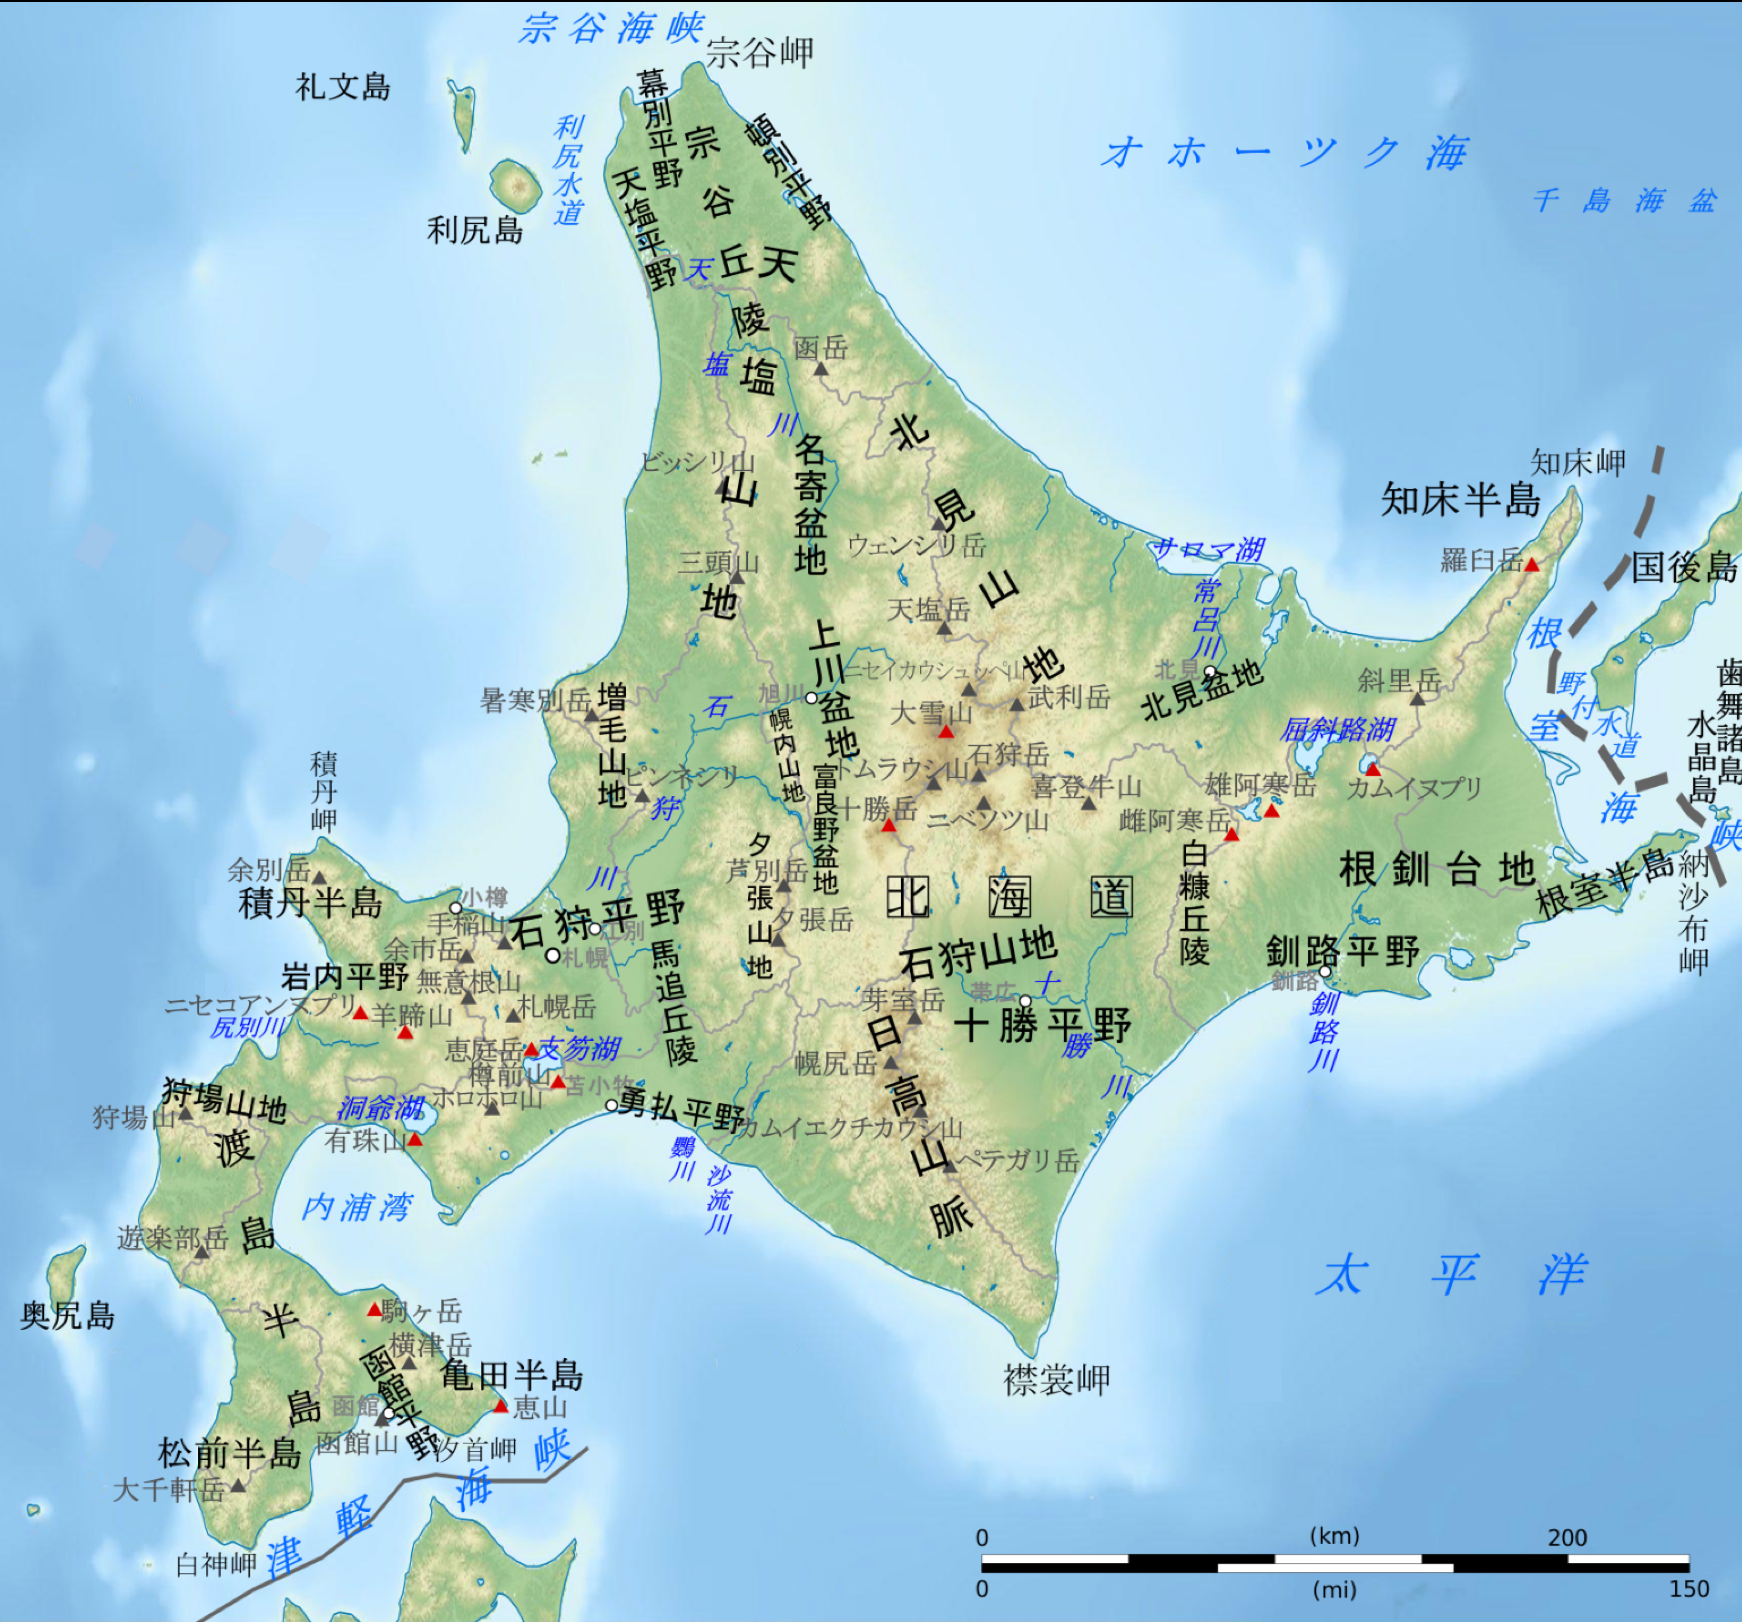 宗谷海峡
宗谷岬
礼文島
利尻水道
利尻島
幕別平野
宗谷丘陵
頓別平野
天塩平野
オホーツク海
千島海盆
天塩川
天塩山地
函岳
北見山地
名寄盆地
ピッシリ山
ウェンシリ岳
三頭山
天塩岳
サロマ湖
常呂川
北見
北見盆地
知床岬
知床半島
羅臼岳
国後島
根室海峡
野付水道
歯舞諸島
水晶島
納沙布岬
根室半島
斜里岳
屈斜路湖
カムイヌプリ
雄阿寒岳
雌阿寒岳
上川盆地
ニセイカウシュッペ山
武利岳
旭川
大雪山
石狩岳
トムラウシ山
十勝岳
ニペソツ山
喜登牛山
幌内山地
富良野盆地
暑寒別岳
増毛山地
ピンネシリ
石狩川
夕張山地
芦別岳
夕張岳
北海道
白糠丘陵
根釧台地
釧路平野
釧路
釧路川
積丹岬
余別岳
積丹半島
小樽
手稲山
石狩平野
江別
札幌
余市岳
無意根山
岩内平野
ニセコアンヌプリ
羊蹄山
尻別川
札幌岳
馬追丘陵
恵庭岳
支笏湖
樽前山
苫小牧
ホロホロ山
洞爺湖
有珠山
勇払平野
鵡川
沙流川
石狩山地
帯広
十勝平野
十勝川
芽室岳
日高山脈
幌尻岳
カムイエクチカウシ山
ペテガリ岳
襟裳岬
太平洋
狩場山地
狩場山
渡島半島
内浦湾
遊楽部岳
奥尻島
駒ヶ岳
横津岳
函館平野
亀田半島
函館
恵山
函館山
汐首岬
松前半島
大千軒岳
白神岬
津軽海峡
0 (km) 200
0 (mi) 150